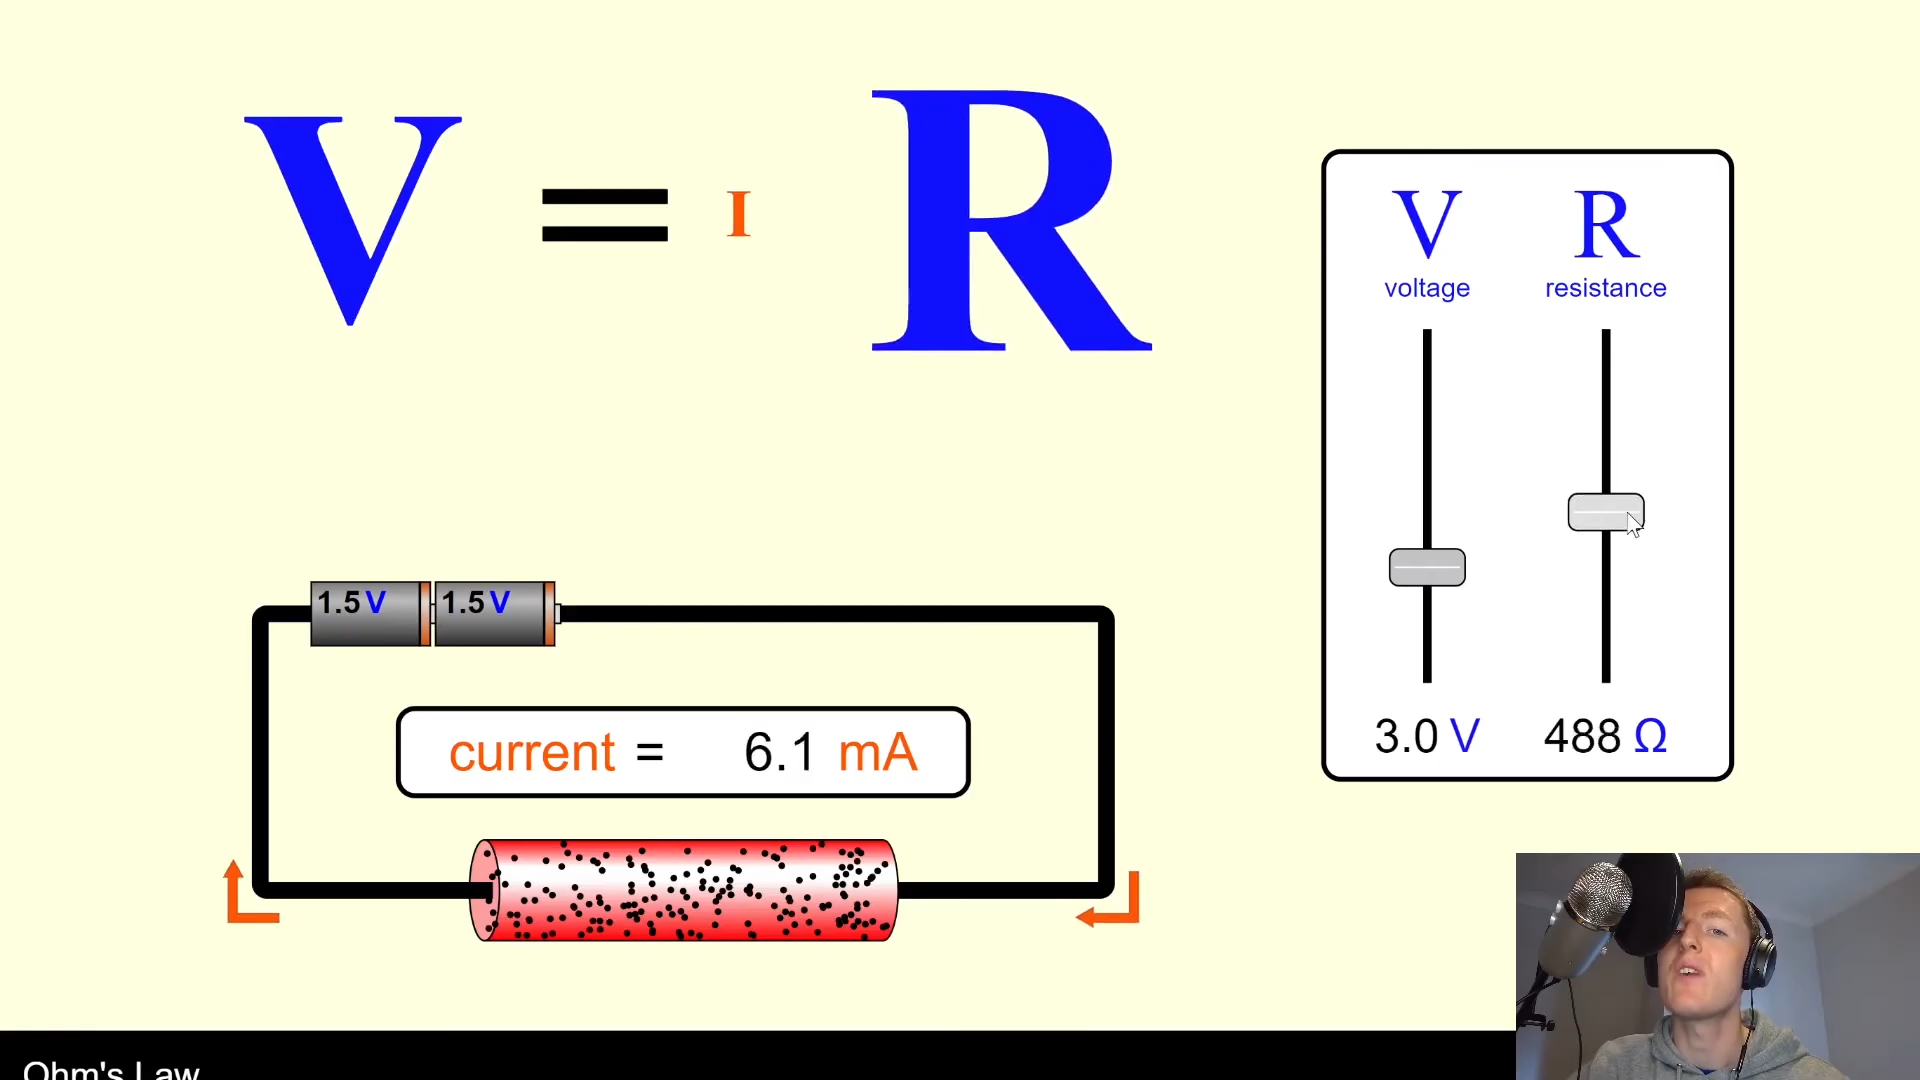 V = I R
V R
voltage resistance
1.5 V 1.5 V
3.0 V 488 Ω
current = 6.1 mA
Ohm's Law